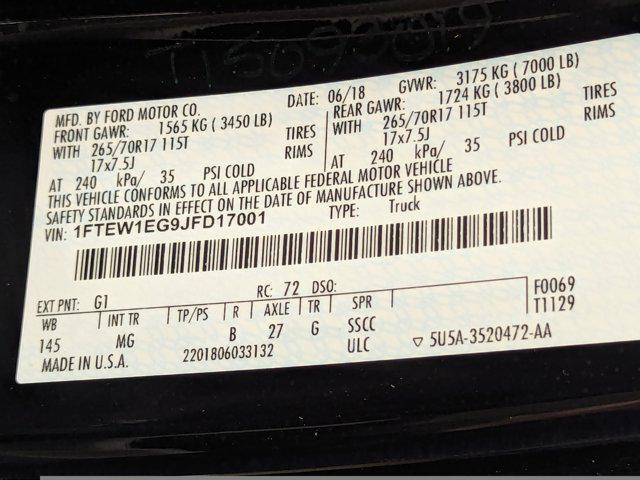 MFD. BY FORD MOTOR CO. DATE: 06/18 GVWR: 3175 KG ( 7000 LB)
FRONT GAWR: 1565 KG ( 3450 LB) REAR GAWR: 1724 KG ( 3800 LB)
WITH 265/70R17 115T TIRES WITH 265/70R17 115T TIRES
17x7.5J RIMS 17x7.5J RIMS
AT 240 kPa/ 35 PSI COLD AT 240 kPa/ 35 PSI COLD
THIS VEHICLE CONFORMS TO ALL APPLICABLE FEDERAL MOTOR VEHICLE
SAFETY STANDARDS IN EFFECT ON THE DATE OF MANUFACTURE SHOWN ABOVE.
VIN: 1FTEW1EG9JFD17001 TYPE: Truck
EXT PNT: G1 RC: 72 DSO: F0069
WB INT TR TP/PS R AXLE TR SPR T1129
145 MG B 27 G SSCC
ULC ▽ 5U5A-3520472-AA
MADE IN U.S.A. 2201806033132